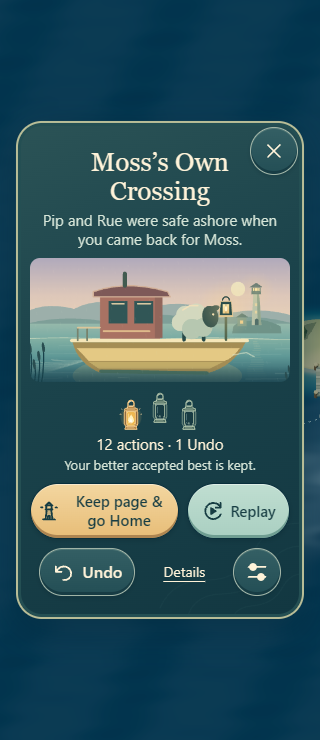 Moss’s Own
Crossing
Pip and Rue were safe ashore when
you came back for Moss.
12 actions · 1 Undo
Your better accepted best is kept.
Keep page &
go Home
Replay
Undo
Details